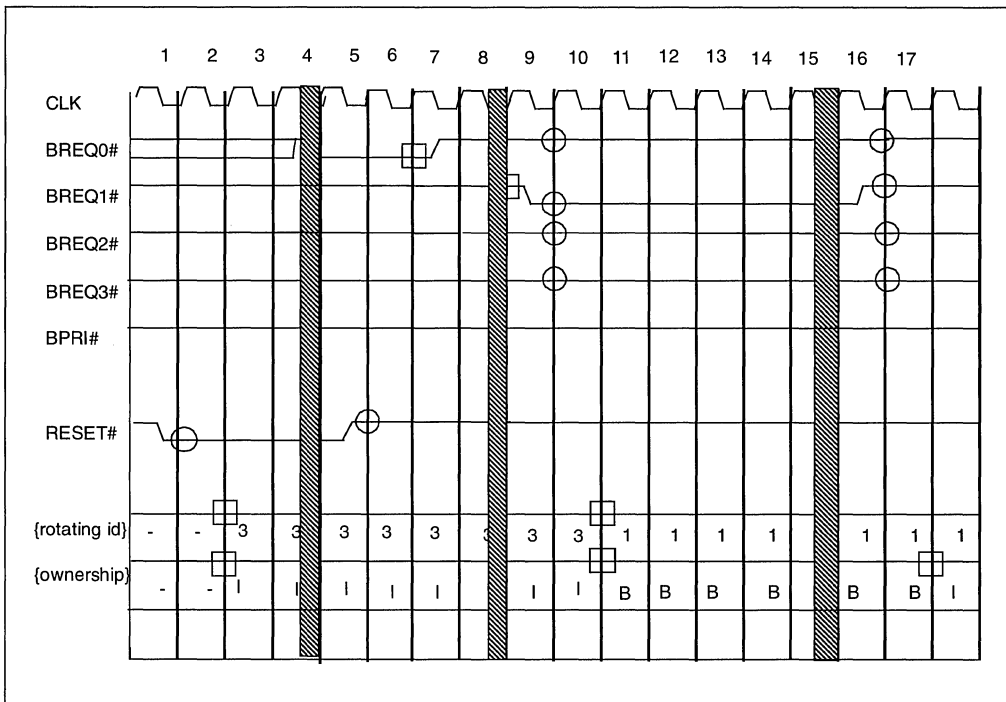 1 2 3 4 5 6 7 8 9 10 11 12 13 14 15 16 17
CLK
BREQ0#
BREQ1#
BREQ2#
BREQ3#
BPRI#
RESET#
{rotating id} - - 3 3 3 3 3 3 3 3 1 1 1 1 1 1 1
{ownership} - - I I I I I I I B B B B B B I